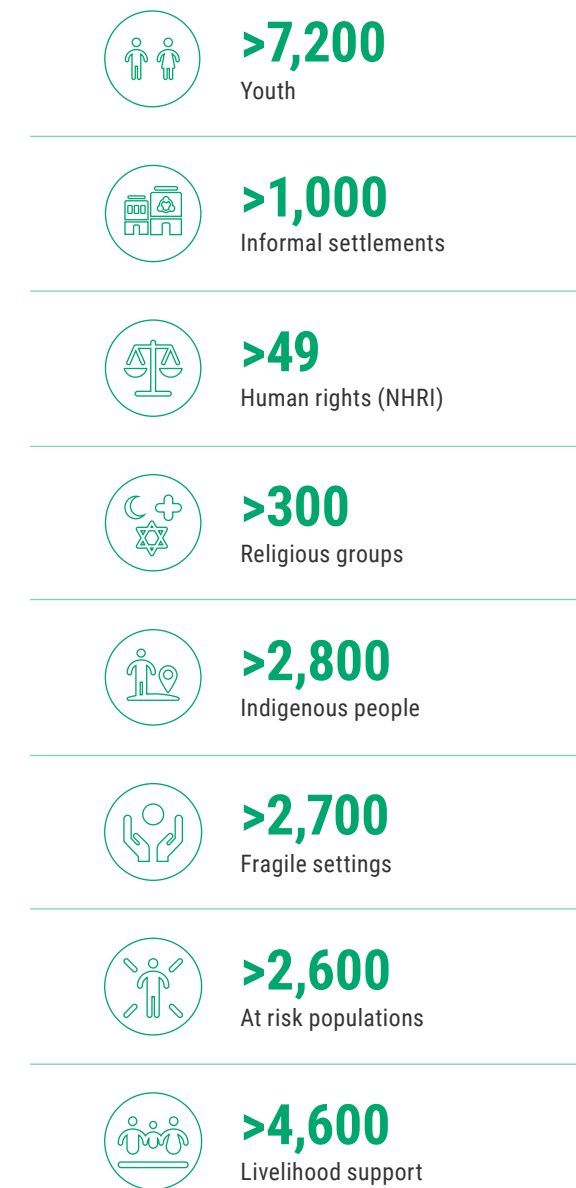 >7,200
Youth
>1,000
Informal settlements
>49
Human rights (NHRI)
>300
Religious groups
>2,800
Indigenous people
>2,700
Fragile settings
>2,600
At risk populations
>4,600
Livelihood support